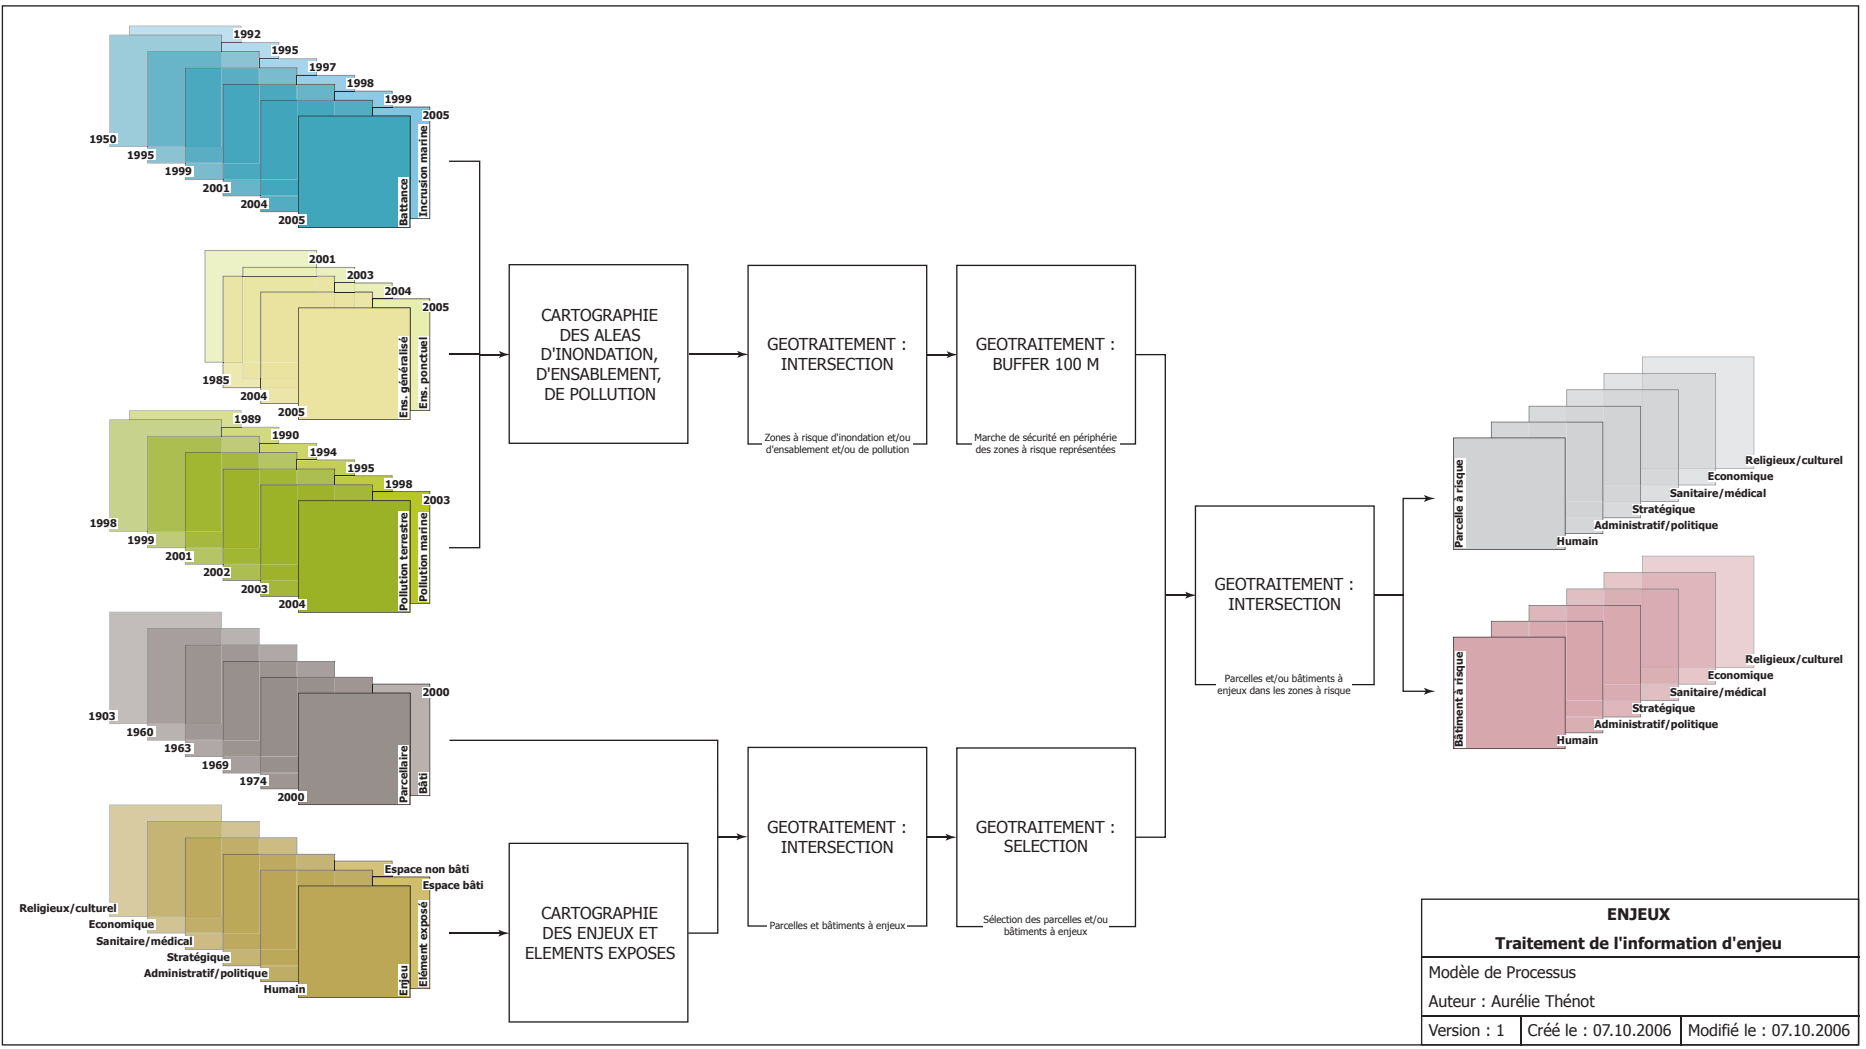 1992
1995
1997
1998
1999
2005
1950
1995
1999
2001
2004
2005
Battance
Incrusion marine
2001
2003
2004
2005
1985
2004
2005
Ens. généralisé
Ens. ponctuel
1989
1990
1994
1995
1998
2003
1998
1999
2001
2002
2003
2004
Pollution terrestre
Pollution marine
2000
1903
1960
1963
1969
1974
2000
Parcellaire
Bâti
Espace non bâti
Espace bâti
Religieux/culturel
Economique
Sanitaire/médical
Stratégique
Administratif/politique
Humain
Enjeu
Elément exposé
CARTOGRAPHIE
DES ALEAS
D'INONDATION,
D'ENSABLEMENT,
DE POLLUTION
GEOTRAITEMENT :
INTERSECTION
Zones à risque d'inondation et/ou
d'ensablement et/ou de pollution
GEOTRAITEMENT :
BUFFER 100 M
Marche de sécurité en périphérie
des zones à risque représentées
CARTOGRAPHIE
DES ENJEUX ET
ELEMENTS EXPOSES
GEOTRAITEMENT :
INTERSECTION
Parcelles et bâtiments à enjeux
GEOTRAITEMENT :
SELECTION
Sélection des parcelles et/ou
bâtiments à enjeux
GEOTRAITEMENT :
INTERSECTION
Parcelles et/ou bâtiments à
enjeux dans les zones à risque
Parcelle à risque
Religieux/culturel
Economique
Sanitaire/médical
Stratégique
Administratif/politique
Humain
Bâtiment à risque
Religieux/culturel
Economique
Sanitaire/médical
Stratégique
Administratif/politique
Humain
ENJEUX
Traitement de l'information d'enjeu
Modèle de Processus
Auteur : Aurélie Thénot
Version : 1
Créé le : 07.10.2006
Modifié le : 07.10.2006